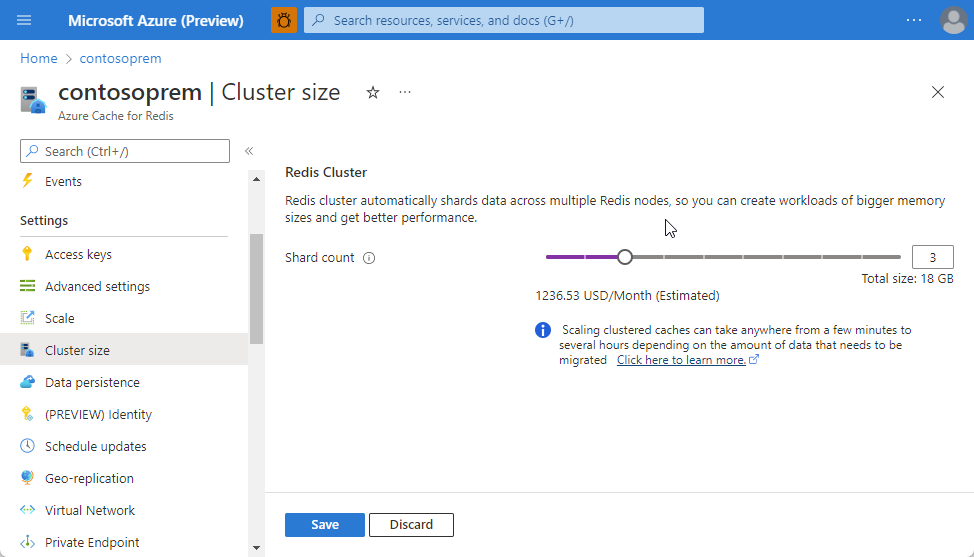 Microsoft Azure (Preview)
Search resources, services, and docs (G+/)
Home > contosoprem
contosoprem | Cluster size
Azure Cache for Redis
Search (Ctrl+/)
Events
Settings
Access keys
Advanced settings
Scale
Cluster size
Data persistence
(PREVIEW) Identity
Schedule updates
Geo-replication
Virtual Network
Private Endpoint
Redis Cluster
Redis cluster automatically shards data across multiple Redis nodes, so you can create workloads of bigger memory
sizes and get better performance.
Shard count
3
Total size: 18 GB
1236.53 USD/Month (Estimated)
Scaling clustered caches can take anywhere from a few minutes to
several hours depending on the amount of data that needs to be
migrated Click here to learn more.
Save
Discard